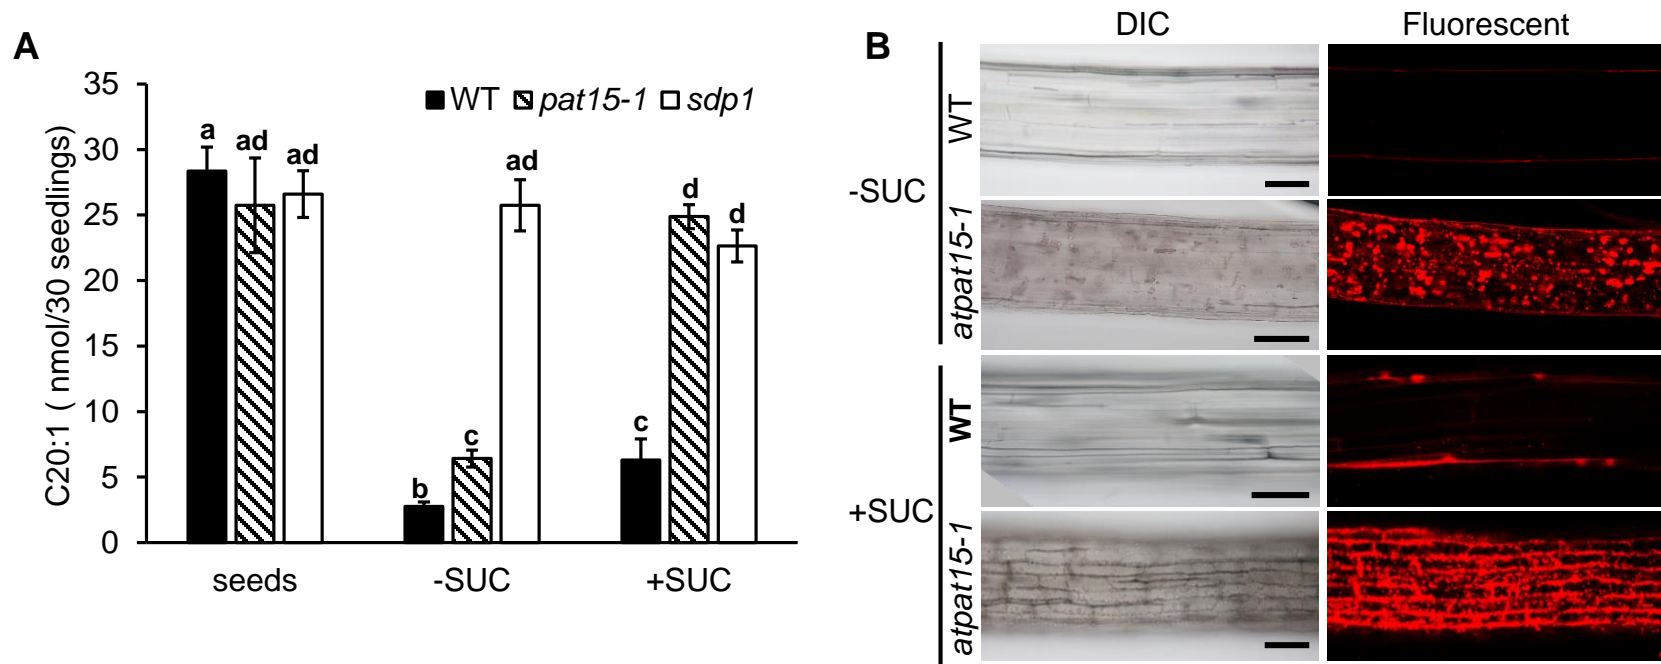 A
C20:1 ( nmol/30 seedlings)
35
30
25
20
15
10
5
0
WT pat15-1 sdp1
a ad ad
b c ad
c d d
seeds -SUC +SUC
B
DIC Fluorescent
-SUC
WT
atpat15-1
+SUC
WT
atpat15-1